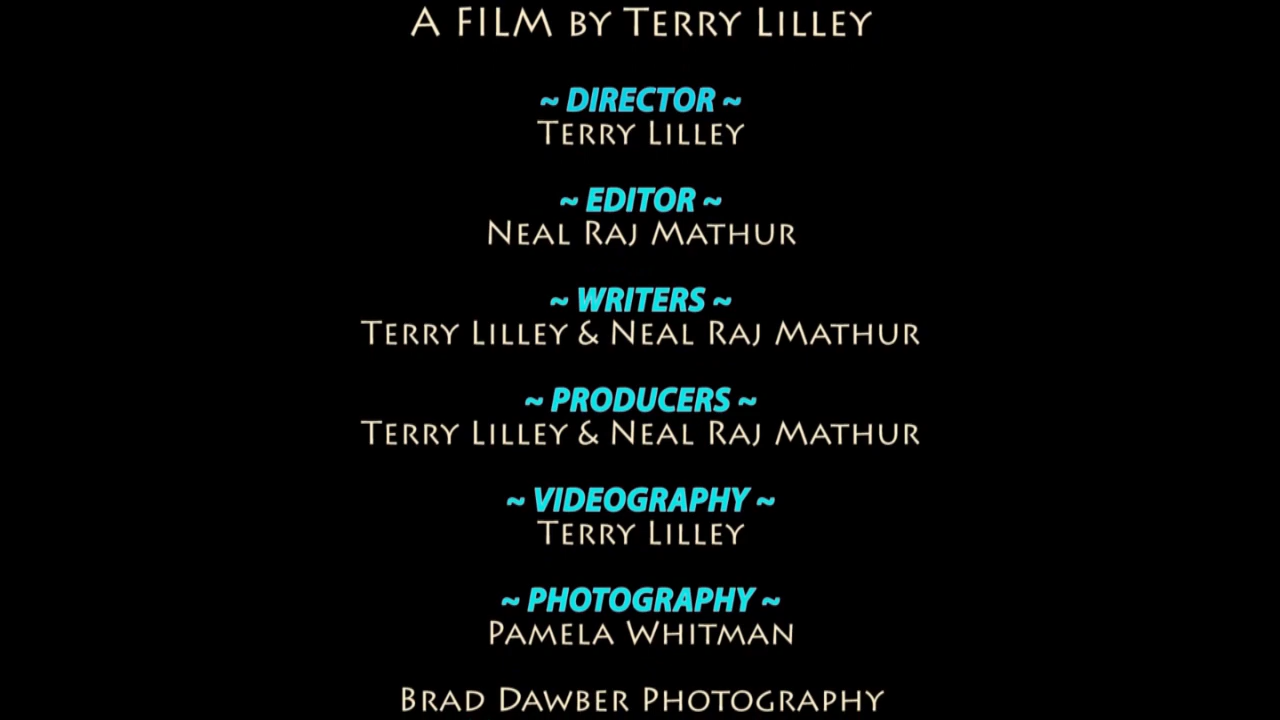 A FILM BY TERRY LILLEY
~ DIRECTOR ~
TERRY LILLEY
~ EDITOR ~
NEAL RAJ MATHUR
~ WRITERS ~
TERRY LILLEY & NEAL RAJ MATHUR
~ PRODUCERS ~
TERRY LILLEY & NEAL RAJ MATHUR
~ VIDEOGRAPHY ~
TERRY LILLEY
~ PHOTOGRAPHY ~
PAMELA WHITMAN
BRAD DAWBER PHOTOGRAPHY